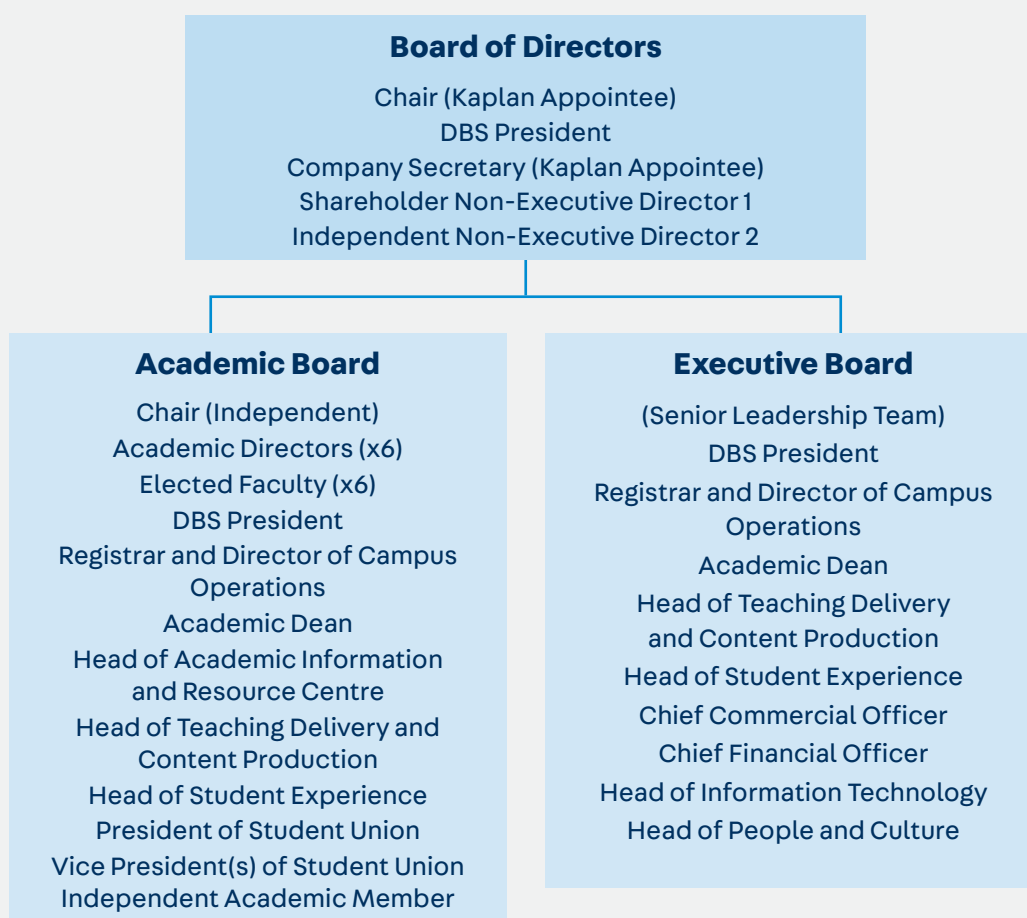 Board of Directors
Chair (Kaplan Appointee)
DBS President
Company Secretary (Kaplan Appointee)
Shareholder Non-Executive Director 1
Independent Non-Executive Director 2
Academic Board
Chair (Independent)
Academic Directors (x6)
Elected Faculty (x6)
DBS President
Registrar and Director of Campus
Operations
Academic Dean
Head of Academic Information
and Resource Centre
Head of Teaching Delivery and
Content Production
Head of Student Experience
President of Student Union
Vice President(s) of Student Union
Independent Academic Member
Executive Board
(Senior Leadership Team)
DBS President
Registrar and Director of Campus
Operations
Academic Dean
Head of Teaching Delivery
and Content Production
Head of Student Experience
Chief Commercial Officer
Chief Financial Officer
Head of Information Technology
Head of People and Culture